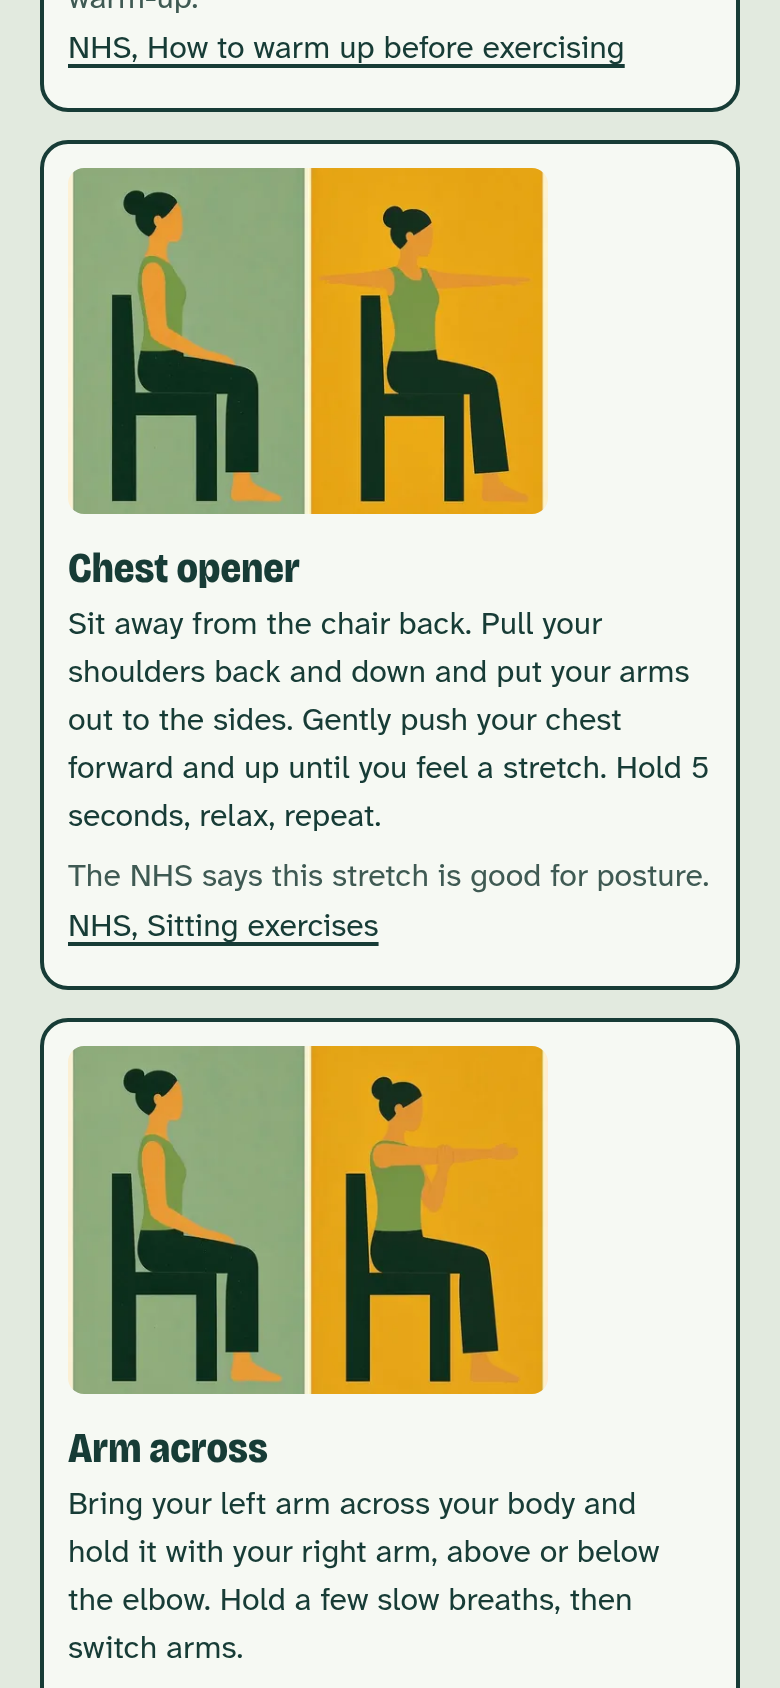 warm-up.
NHS, How to warm up before exercising
Chest opener
Sit away from the chair back. Pull your
shoulders back and down and put your arms
out to the sides. Gently push your chest
forward and up until you feel a stretch. Hold 5
seconds, relax, repeat.
The NHS says this stretch is good for posture.
NHS, Sitting exercises
Arm across
Bring your left arm across your body and
hold it with your right arm, above or below
the elbow. Hold a few slow breaths, then
switch arms.